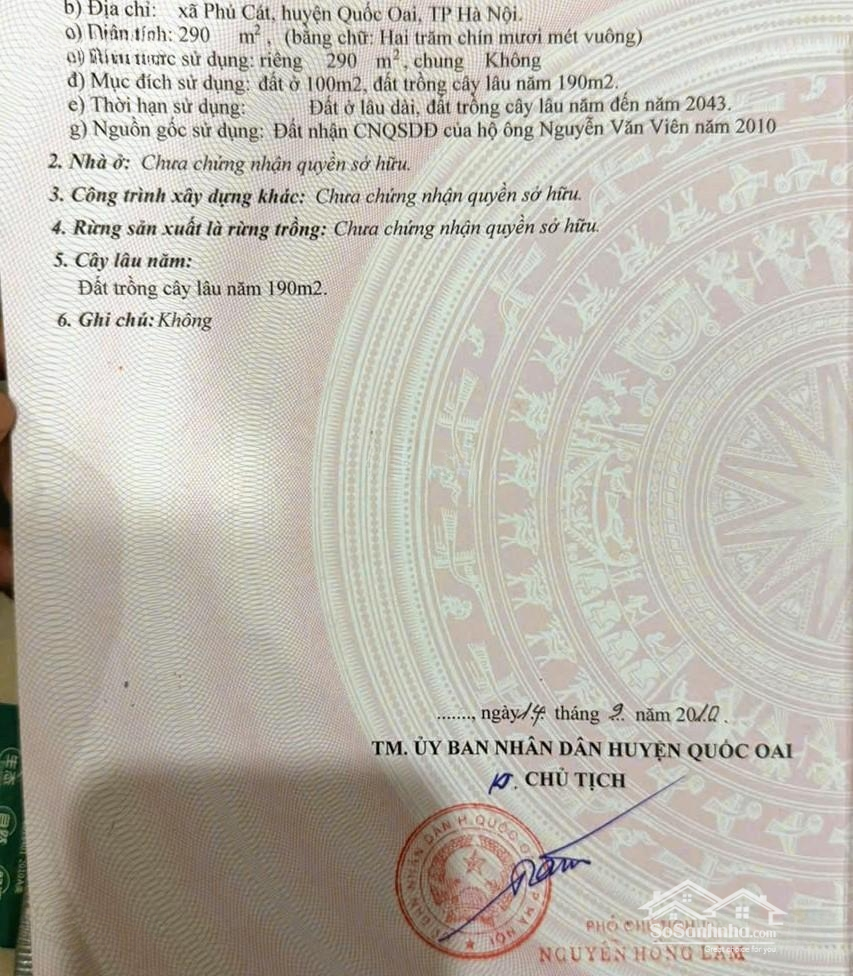 b) Địa chỉ: xã Phú Cát, huyện Quốc Oai, TP Hà Nội.
c) Diện tích: 290 m², (bằng chữ: Hai trăm chín mươi mét vuông)
d) Hình thức sử dụng: riêng 290 m², chung Không
đ) Mục đích sử dụng: đất ở 100m2, đất trồng cây lâu năm 190m2.
e) Thời hạn sử dụng: Đất ở lâu dài, đất trồng cây lâu năm đến năm 2043.
g) Nguồn gốc sử dụng: Đất nhận CNQSDĐ của hộ ông Nguyễn Văn Viên năm 2010
2. Nhà ở: Chưa chứng nhận quyền sở hữu.
3. Công trình xây dựng khác: Chưa chứng nhận quyền sở hữu.
4. Rừng sản xuất là rừng trồng: Chưa chứng nhận quyền sở hữu.
5. Cây lâu năm:
Đất trồng cây lâu năm 190m2.
6. Ghi chú: Không
......., ngày 14 tháng 9 năm 2010.
TM. ỦY BAN NHÂN DÂN HUYỆN QUỐC OAI
CHỦ TỊCH
PHÓ CHỦ TỊCH
NGUYỄN HỒNG LAM
SoSanhnha.com
Great choice for you